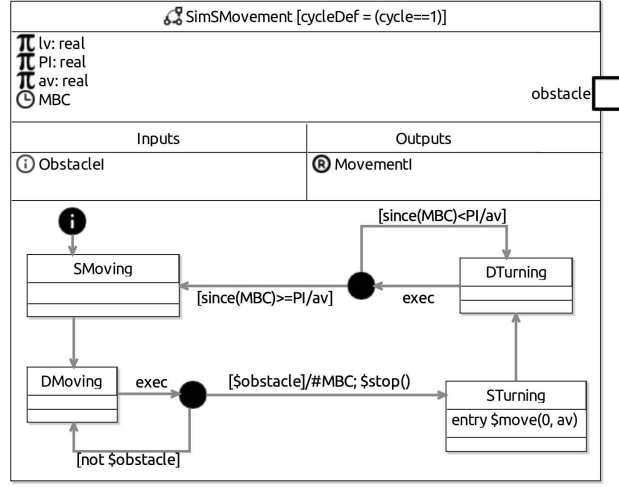 SimSMovement [cycleDef = (cycle==1)]
lv: real
PI: real
av: real
MBC
obstacle
Inputs
Outputs
ObstacleI
MovementI
i
[since(MBC)<PI/av]
SMoving
DTurning
[since(MBC)>=PI/av]
exec
DMoving
exec
[$obstacle]/#MBC; $stop()
STurning
entry $move(0, av)
[not $obstacle]